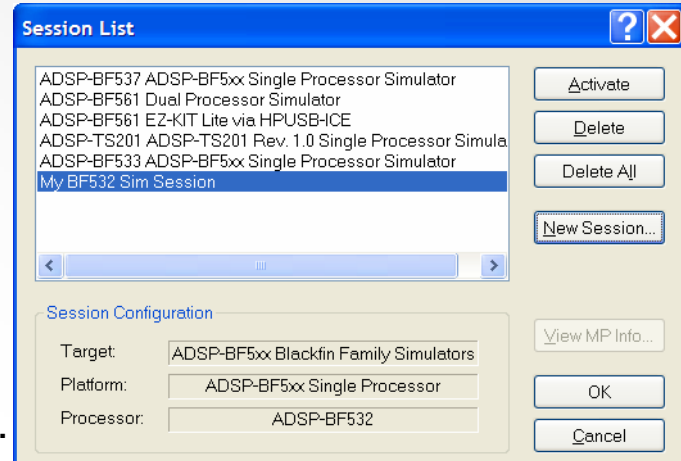 Session List
ADSP-BF537 ADSP-BF5xx Single Processor Simulator
ADSP-BF561 Dual Processor Simulator
ADSP-BF561 EZ-KIT Lite via HPUSB-ICE
ADSP-TS201 ADSP-TS201 Rev. 1.0 Single Processor Simula
ADSP-BF533 ADSP-BF5xx Single Processor Simulator
My BF532 Sim Session
Activate
Delete
Delete All
New Session...
Session Configuration
Target: ADSP-BF5xx Blackfin Family Simulators
Platform: ADSP-BF5xx Single Processor
Processor: ADSP-BF532
View MP Info...
OK
Cancel